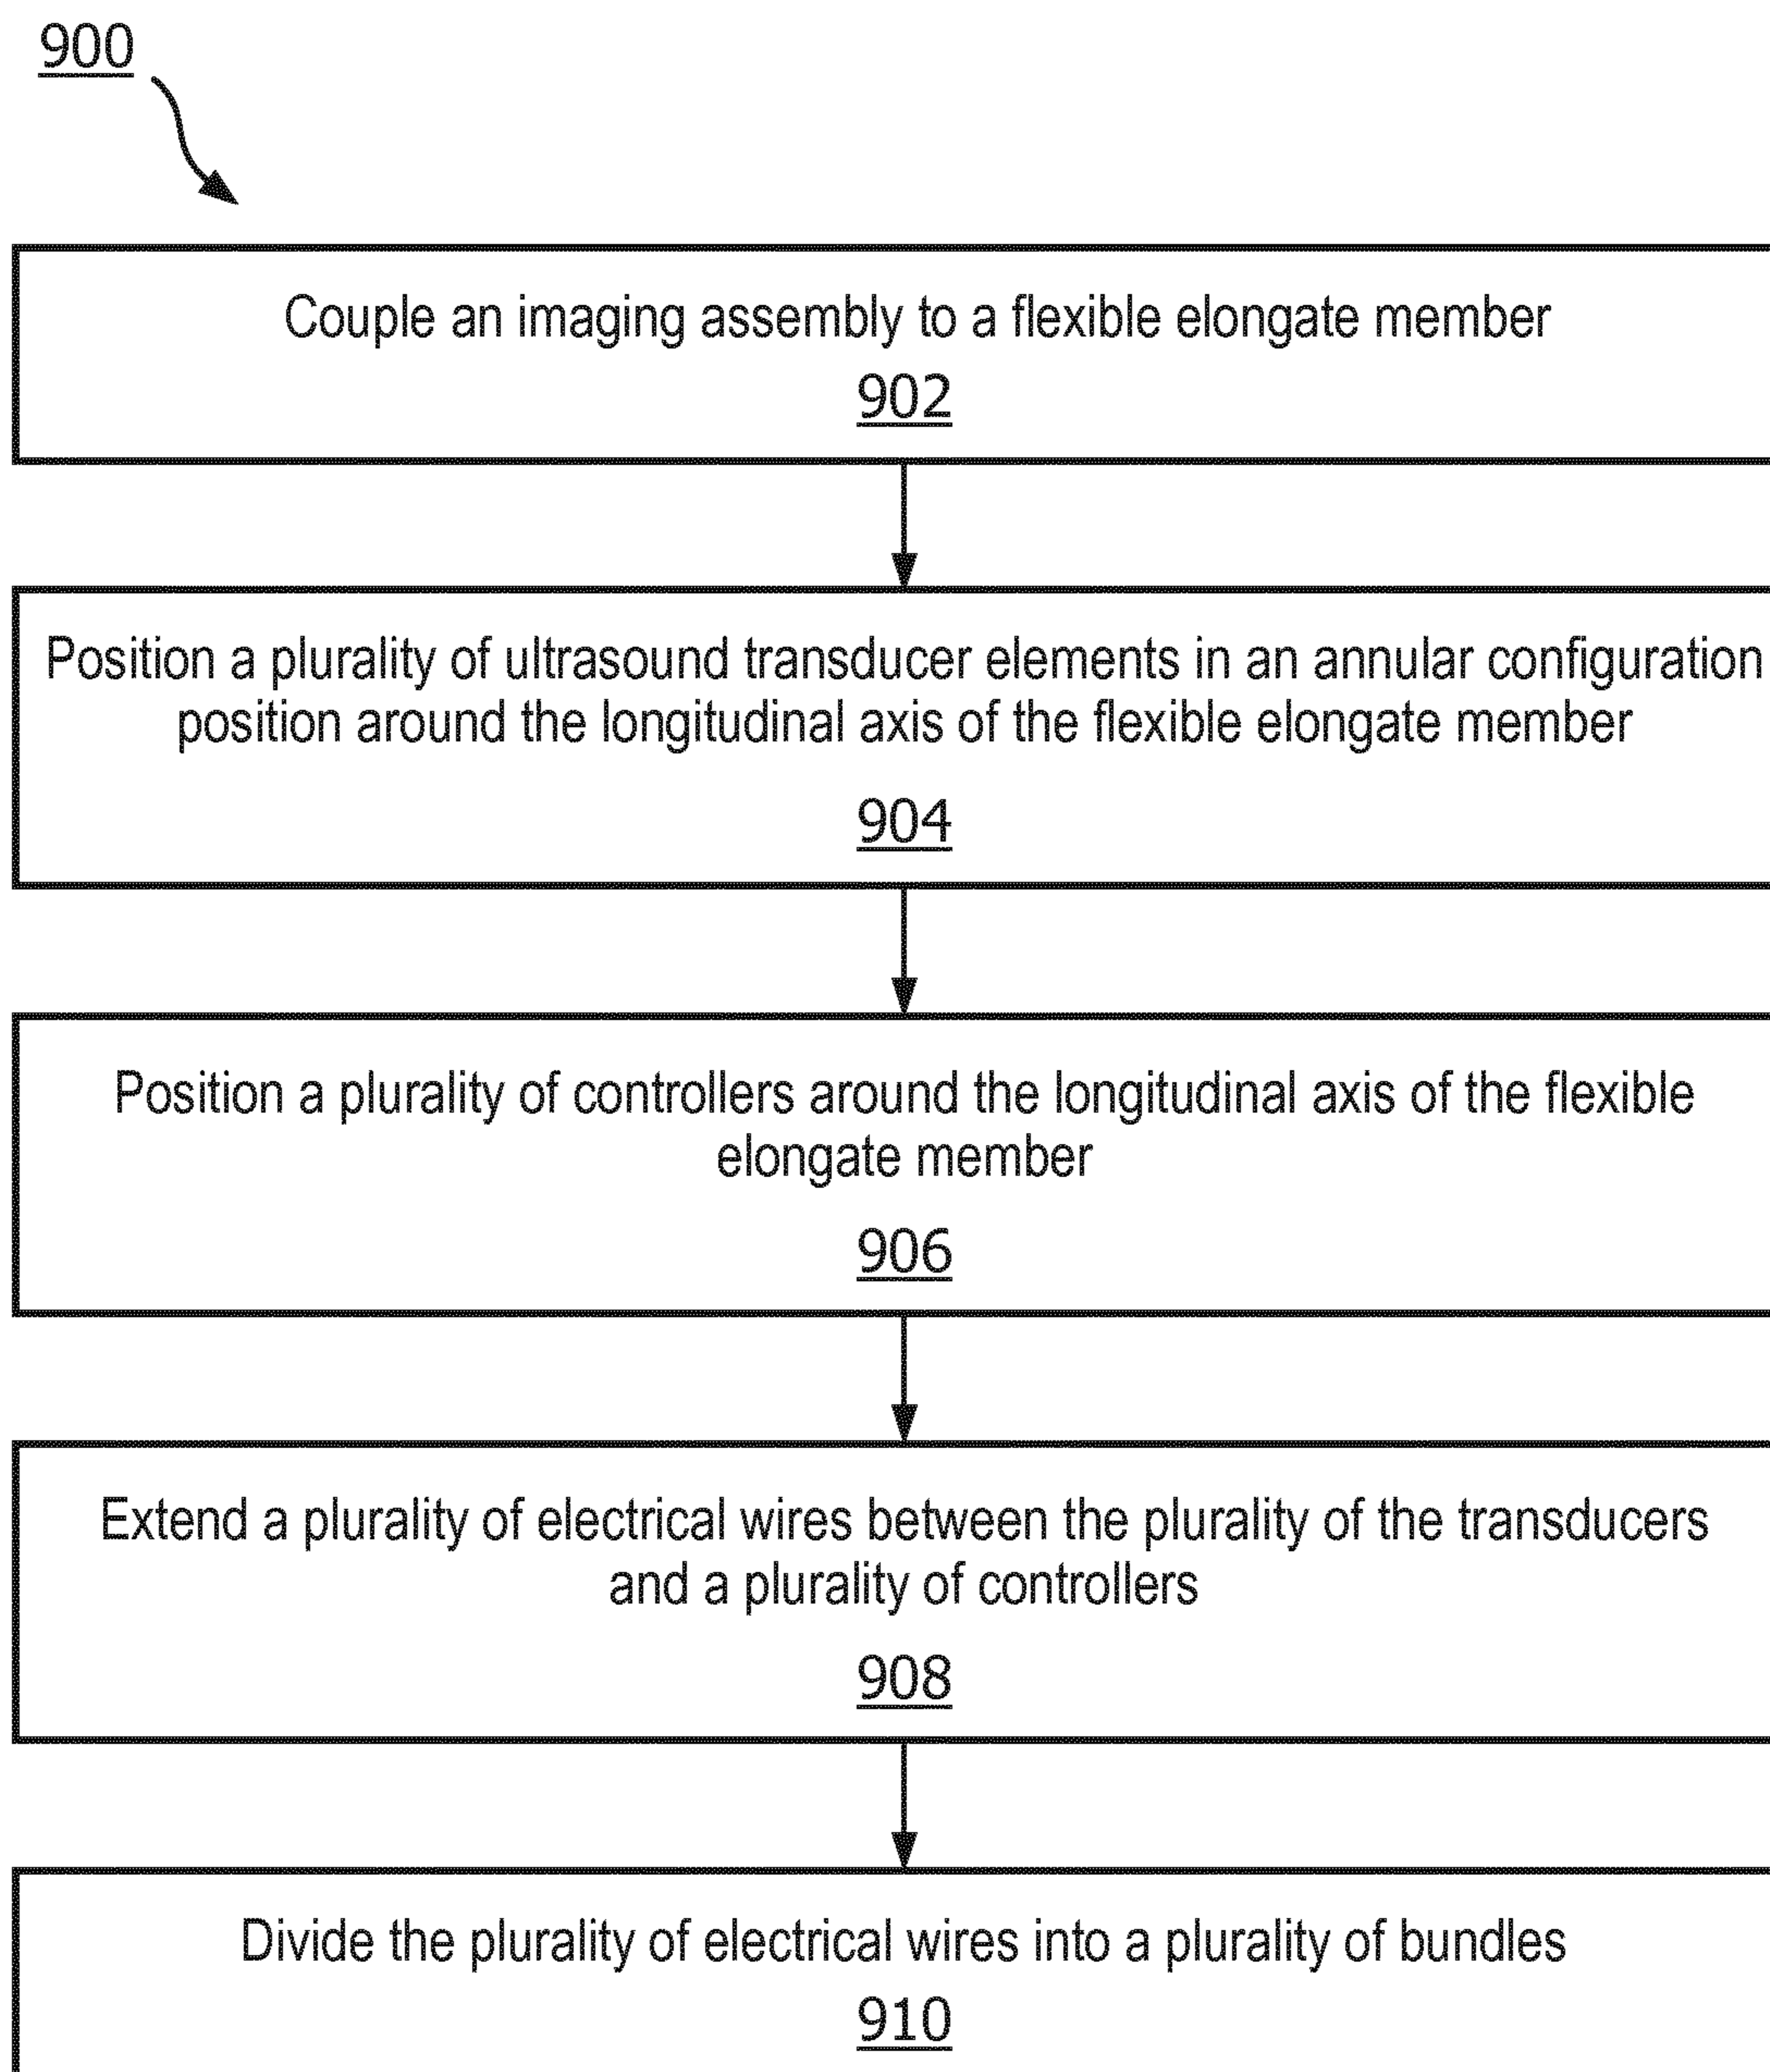 900
Couple an imaging assembly to a flexible elongate member
902
Position a plurality of ultrasound transducer elements in an annular configuration
position around the longitudinal axis of the flexible elongate member
904
Position a plurality of controllers around the longitudinal axis of the flexible
elongate member
906
Extend a plurality of electrical wires between the plurality of the transducers
and a plurality of controllers
908
Divide the plurality of electrical wires into a plurality of bundles
910